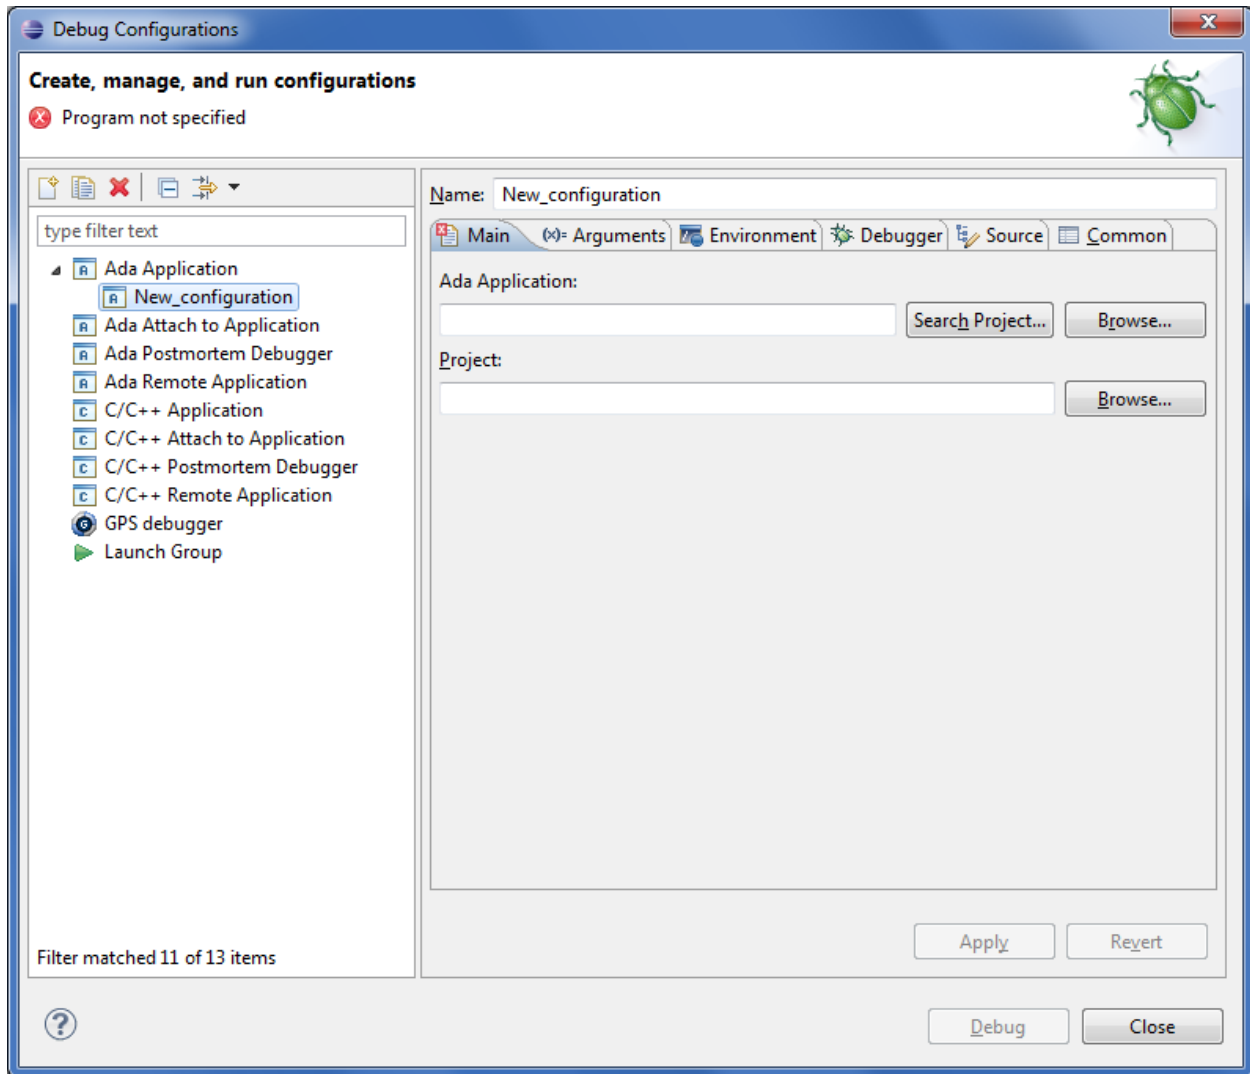 Debug Configurations
Create, manage, and run configurations
Program not specified
type filter text
Ada Application
New_configuration
Ada Attach to Application
Ada Postmortem Debugger
Ada Remote Application
C/C++ Application
C/C++ Attach to Application
C/C++ Postmortem Debugger
C/C++ Remote Application
GPS debugger
Launch Group
Filter matched 11 of 13 items
Name: New_configuration
Main (x)= Arguments Environment Debugger Source Common
Ada Application:
Search Project... Browse...
Project:
Browse...
Apply Revert
Debug Close